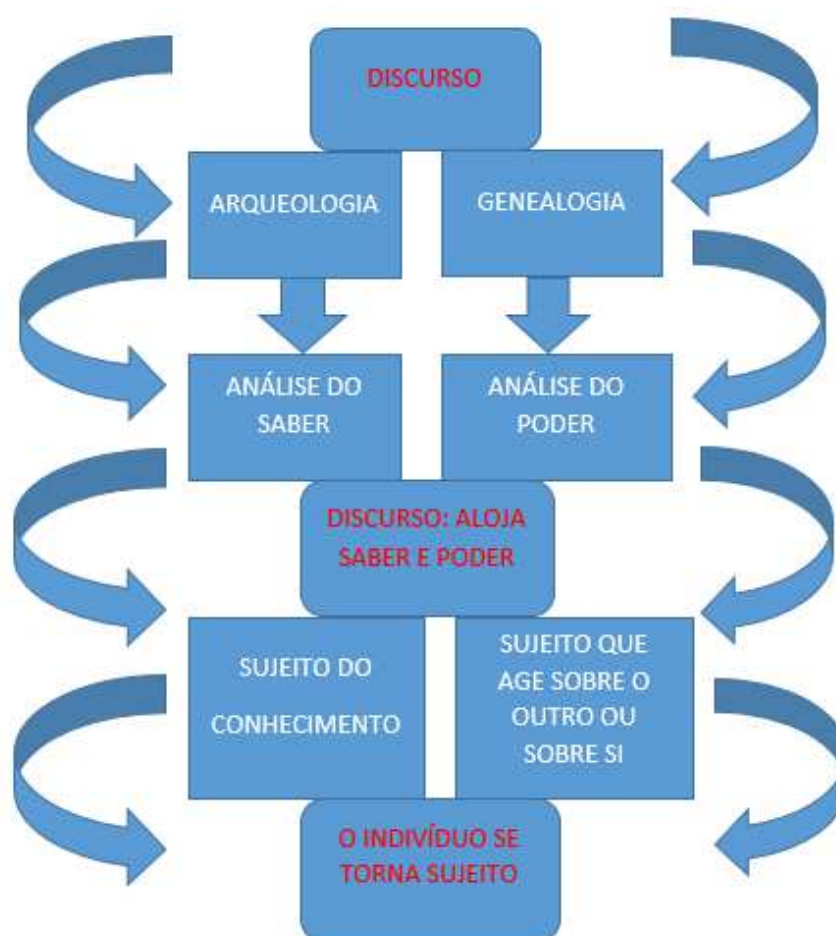 DISCURSO
ARQUEOLOGIA
GENEALOGIA
ANÁLISE DO
SABER
ANÁLISE DO
PODER
DISCURSO: ALOJA
SABER E PODER
SUJEITO DO
CONHECIMENTO
SUJEITO QUE
AGE SOBRE O
OUTRO OU
SOBRE SI
O INDIVÍDUO SE
TORNA SUJEITO